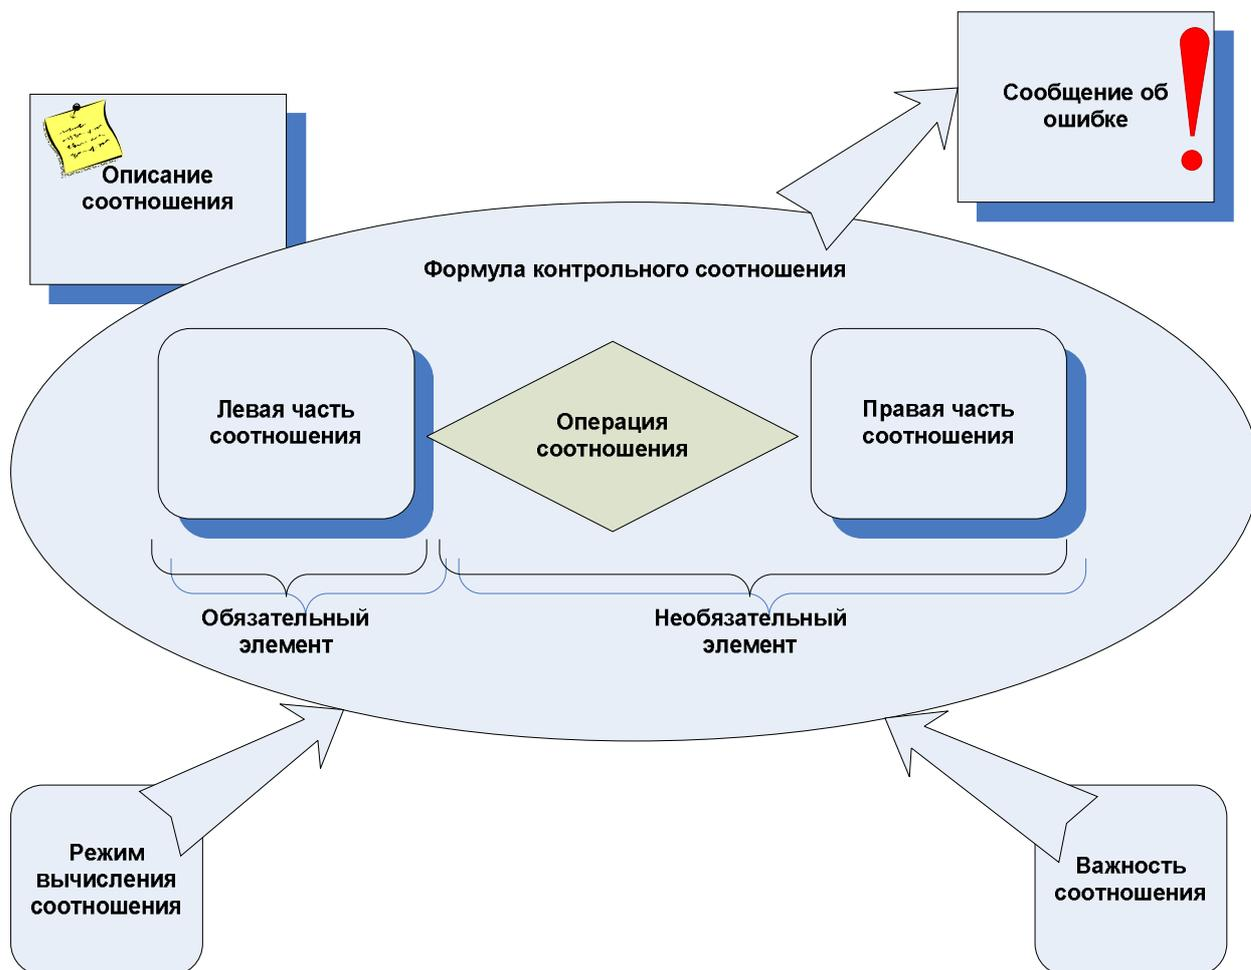 Сообщение об
ошибке
Описание
соотношения
Формула контрольного соотношения
Левая часть
соотношения
Операция
соотношения
Правая часть
соотношения
Обязательный
элемент
Необязательный
элемент
Режим
вычисления
соотношения
Важность
соотношения